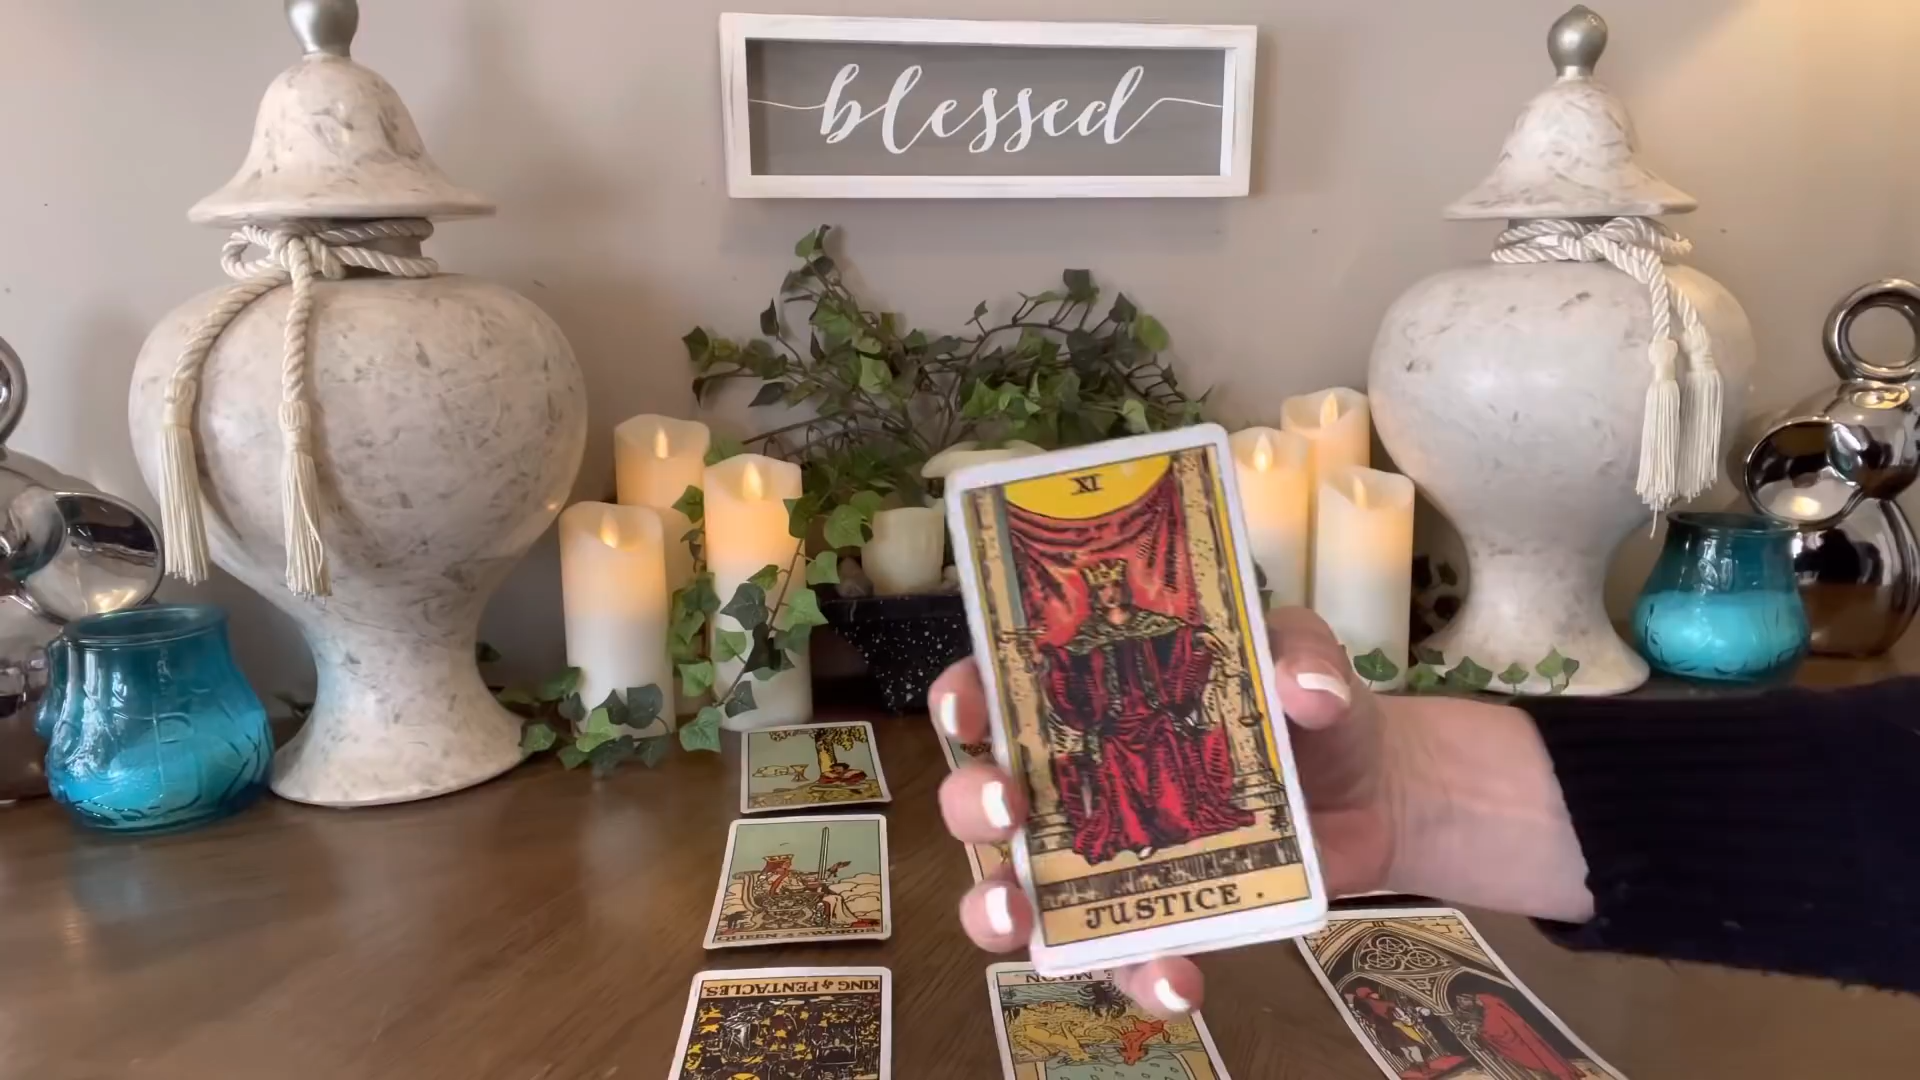 blessed
XI
JUSTICE .
QUEEN of SWORDS
KING of PENTACLES.
MOON